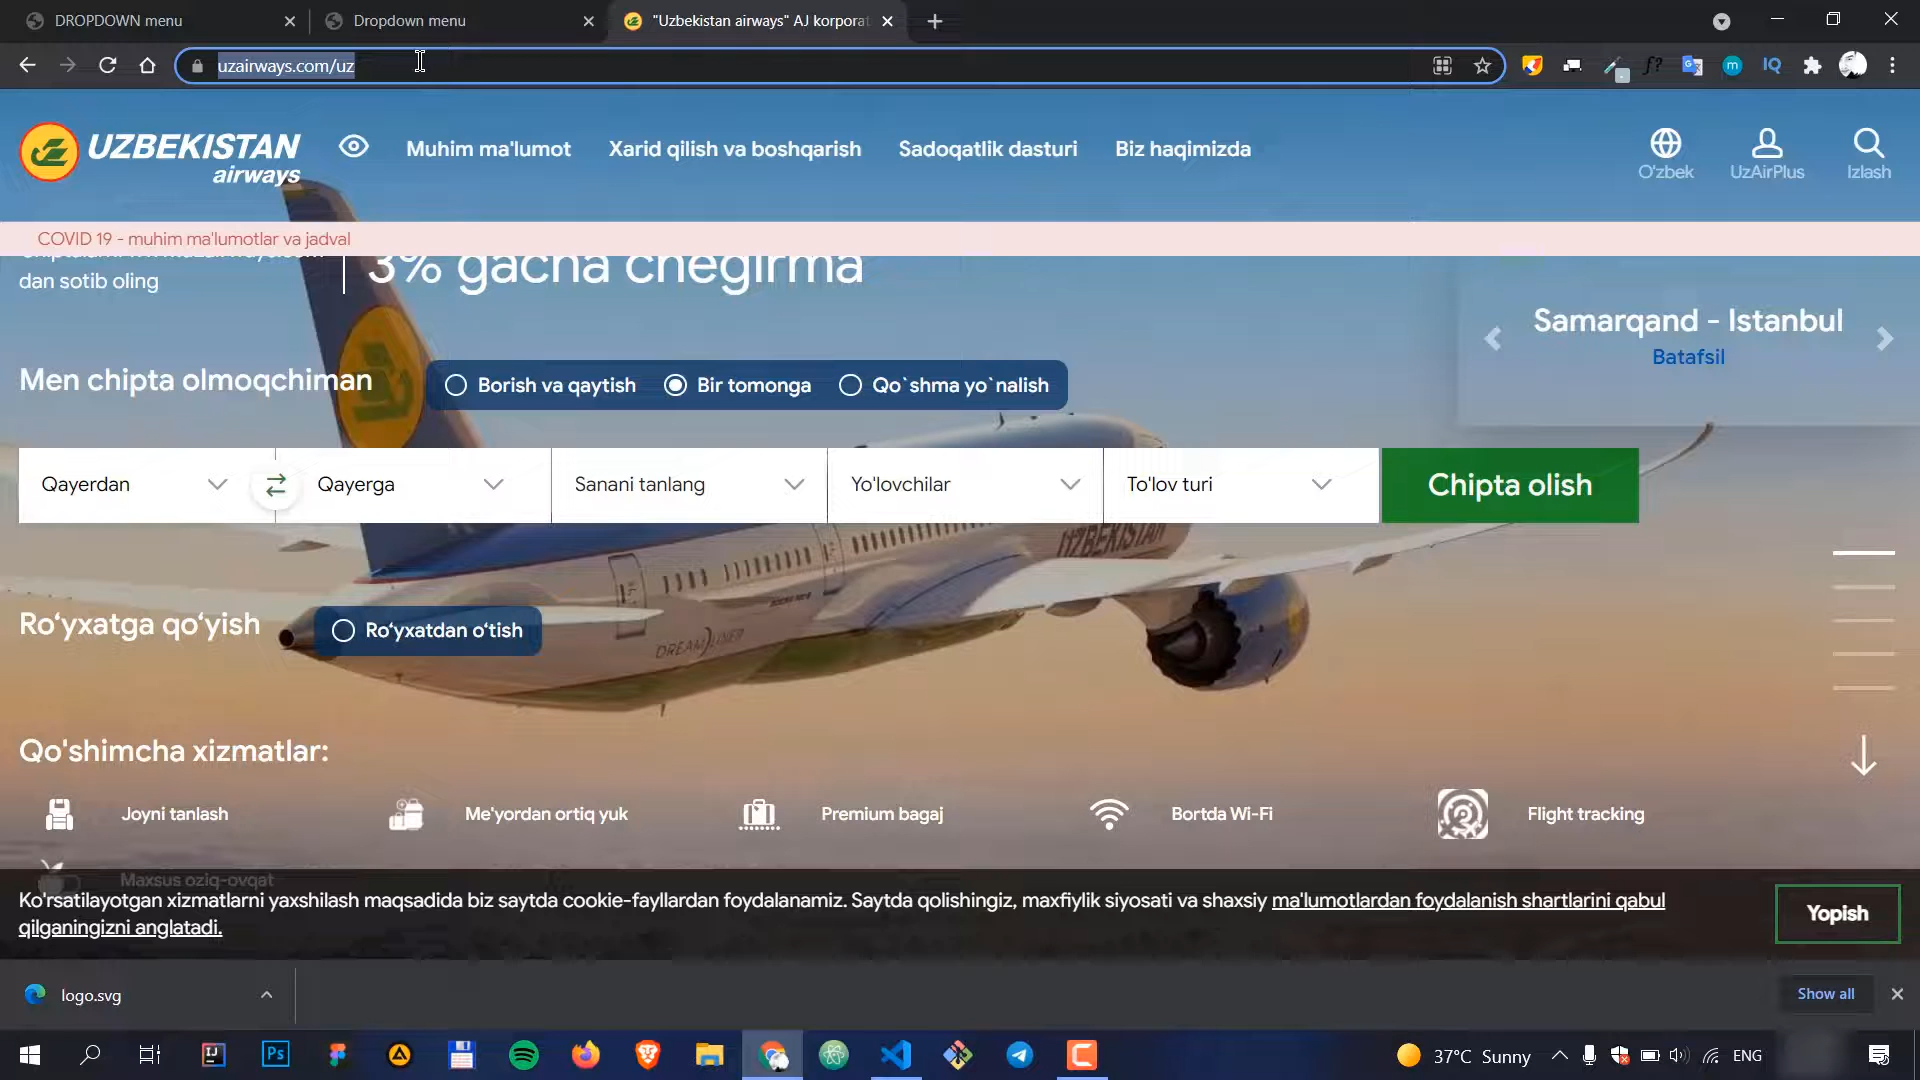 DROPDOWN menu
Dropdown menu
"Uzbekistan airways" AJ korporat
uzairways.com/uz
UZBEKISTAN
airways
Muhim ma'lumot
Xarid qilish va boshqarish
Sadoqatlik dasturi
Biz haqimizda
O'zbek
UzAirPlus
Izlash
COVID 19 - muhim ma'lumotlar va jadval
3% gacha chegirma
dan sotib oling
Samarqand - Istanbul
Batafsil
Men chipta olmoqchiman
Borish va qaytish
Bir tomonga
Qo`shma yo`nalish
Qayerdan
Qayerga
Sanani tanlang
Yo'lovchilar
To'lov turi
Chipta olish
UZBEKISTAN
Ro‘yxatga qo‘yish
Ro‘yxatdan o‘tish
DREAMLINER
Qo'shimcha xizmatlar:
Joyni tanlash
Me'yordan ortiq yuk
Premium bagaj
Bortda Wi-Fi
Flight tracking
Maxsus oziq-ovqat
Ko'rsatilayotgan xizmatlarni yaxshilash maqsadida biz saytda cookie-fayllardan foydalanamiz. Saytda qolishingiz, maxfiylik siyosati va shaxsiy ma'lumotlardan foydalanish shartlarini qabul
qilganingizni anglatadi.
Yopish
logo.svg
Show all
37°C Sunny
ENG